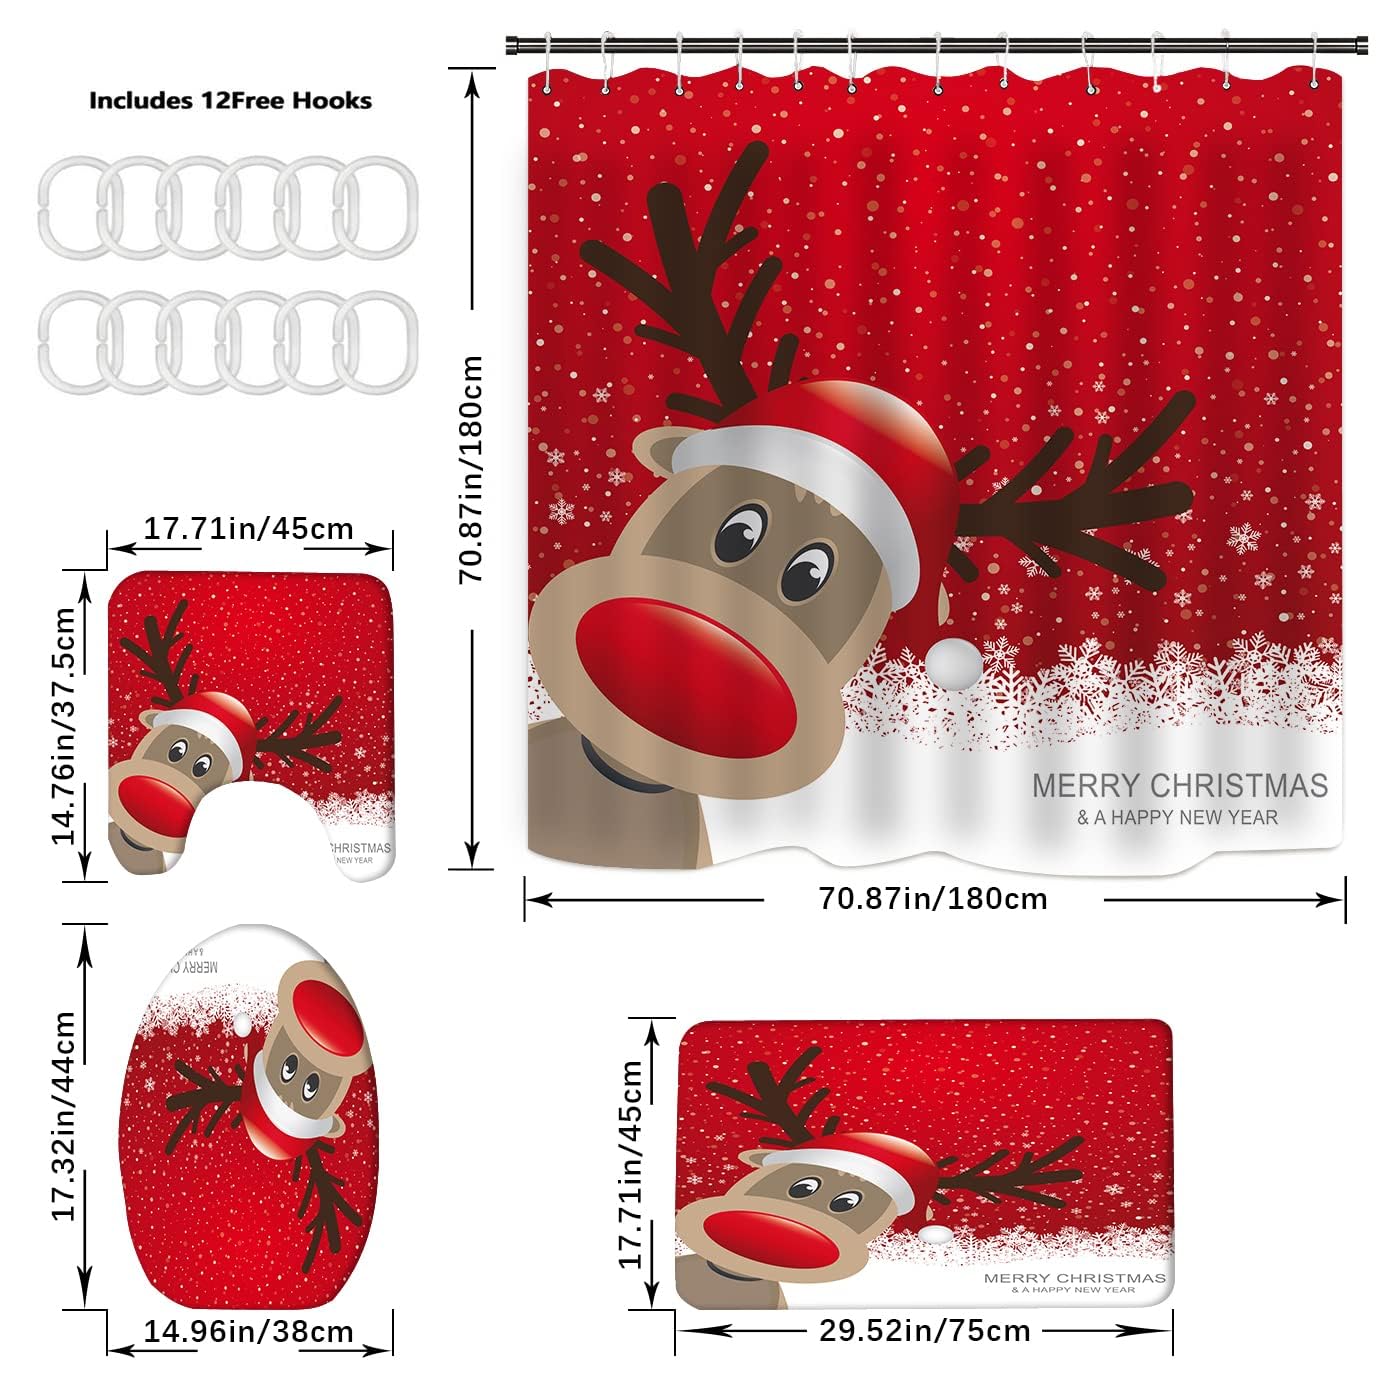 Includes 12Free Hooks
70.87in/180cm
MERRY CHRISTMAS
& A HAPPY NEW YEAR
70.87in/180cm
17.71in/45cm
14.76in/37.5cm
CHRISTMAS
NEW YEAR
17.32in/44cm
MERRY C
& A H
14.96in/38cm
17.71in/45cm
MERRY CHRISTMAS
& A HAPPY NEW YEAR
29.52in/75cm